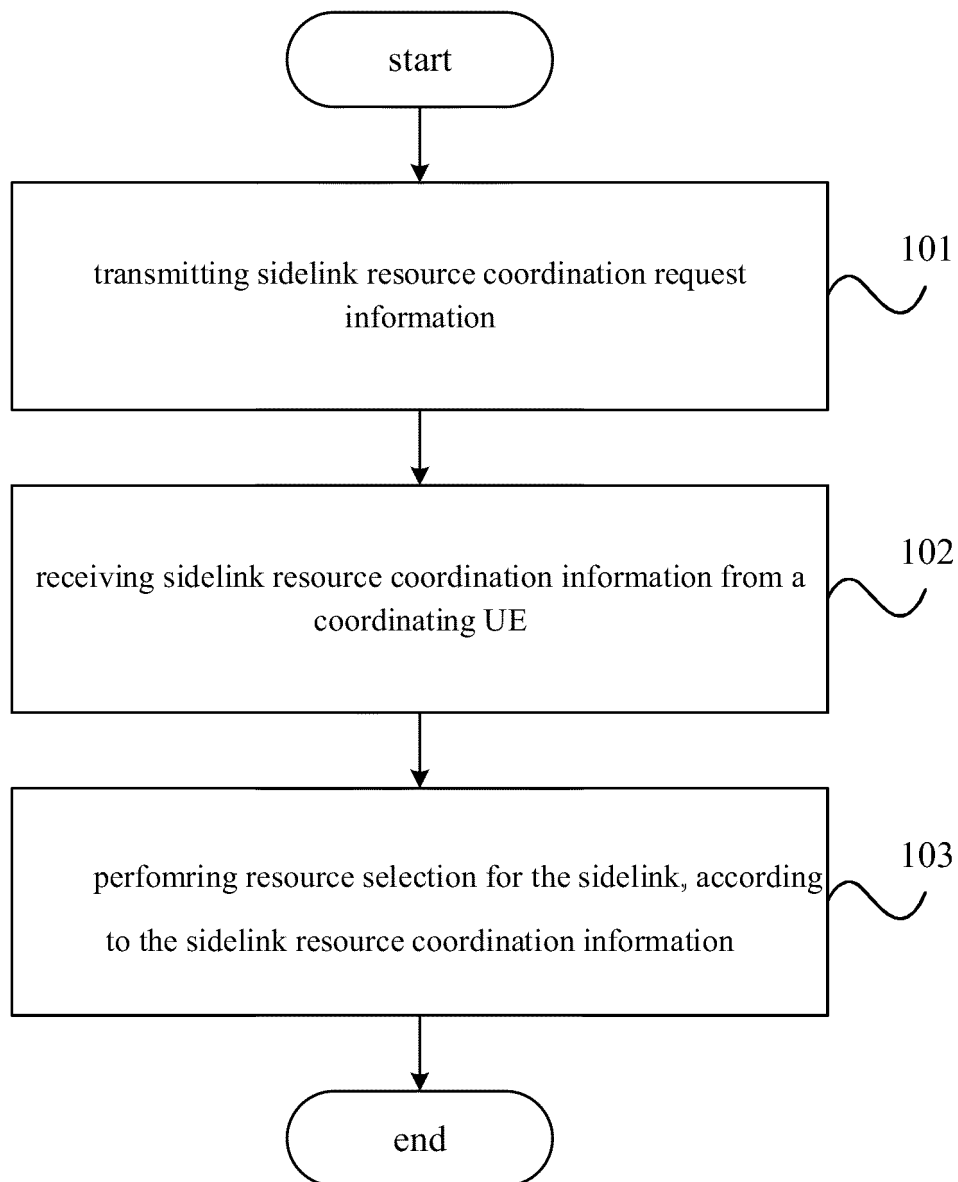 start
101
transmitting sidelink resource coordination request
information
102
receiving sidelink resource coordination information from a
coordinating UE
103
perfomring resource selection for the sidelink, according
to the sidelink resource coordination information
end